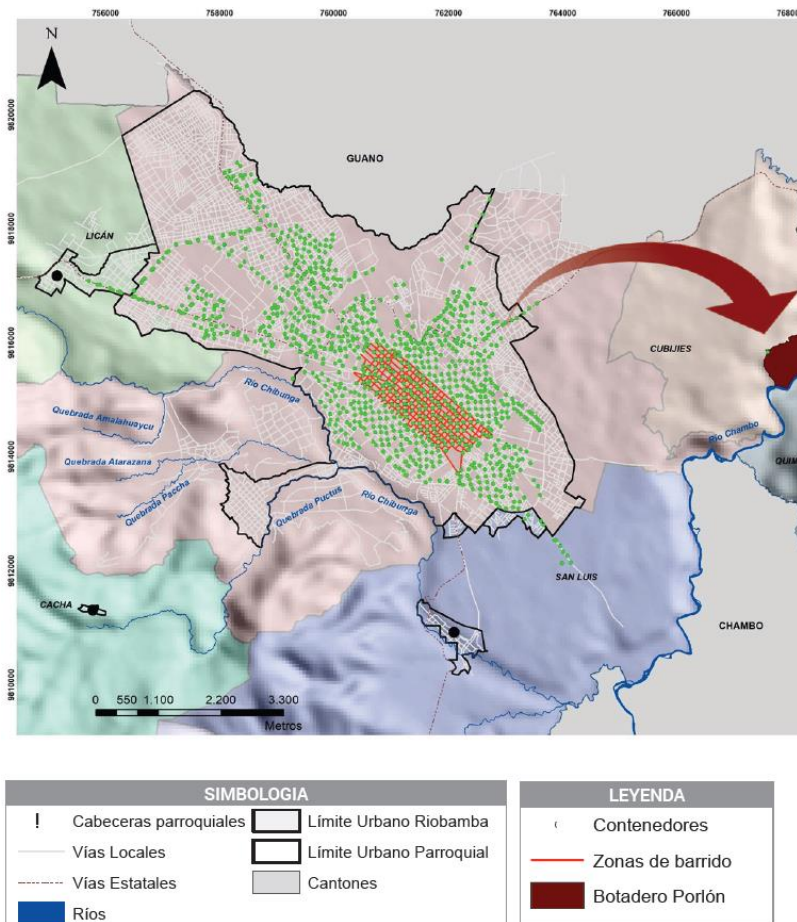 756000 758000 760000 762000 764000 766000 768000
N
9820000
GUANO
9818000
LICÁN
9816000
CUBIJIES
Río Chibunga
Quebrada Amalahuaycu
Río Chambo
9814000
Quebrada Atarazana
Quebrada Puctus
Río Chibunga
Quebrada Paccha
9812000
SAN LUIS
CACHA
CHAMBO
9810000
0 550 1.100 2.200 3.300
Metros
SIMBOLOGIA
! Cabeceras parroquiales
Límite Urbano Riobamba
Vías Locales
Límite Urbano Parroquial
Vías Estatales
Cantones
Ríos
LEYENDA
Contenedores
Zonas de barrido
Botadero Porlón